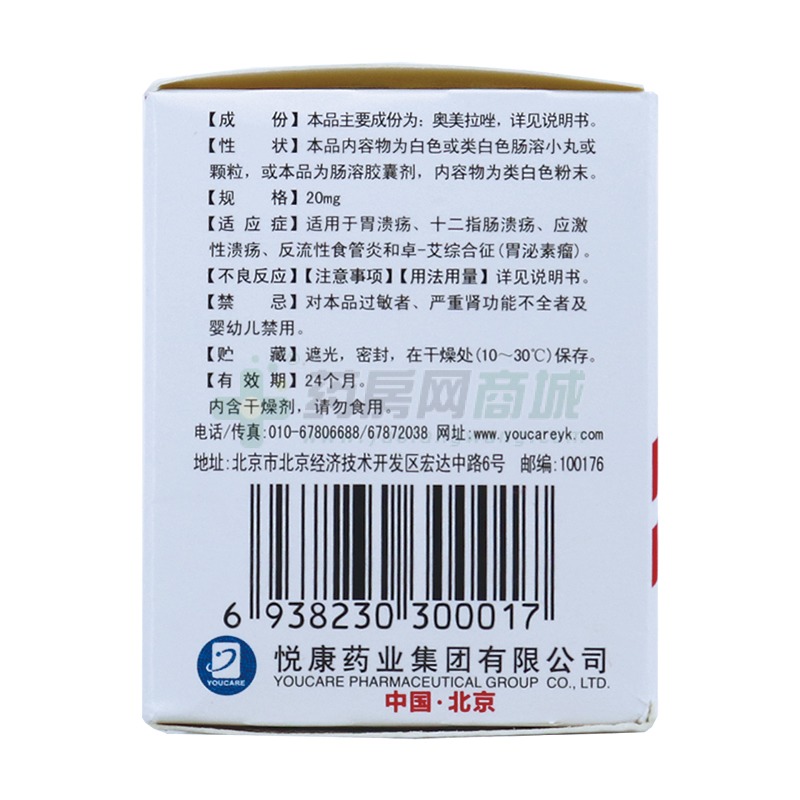 【成　份】本品主要成份为：奥美拉唑，详见说明书。
【性　状】本品内容物为白色或类白色肠溶小丸或
颗粒，或本品为肠溶胶囊剂，内容物为类白色粉末。
【规　格】20mg
【适 应 症】适用于胃溃疡、十二指肠溃疡、应激
性溃疡、反流性食管炎和卓-艾综合征(胃泌素瘤)。
【不良反应】【注意事项】【用法用量】详见说明书。
【禁　忌】对本品过敏者、严重肾功能不全者及
婴幼儿禁用。
【贮　藏】遮光，密封，在干燥处(10～30℃)保存。
【有 效 期】24个月。
药房网商城
内含干燥剂，请勿食用。
电话/传真:010-67806688/67872038 网址:www.youcareyk.com
地址:北京市北京经济技术开发区宏达中路6号 邮编:100176
6 938230 300017
YOUCARE
悦康药业集团有限公司
YOUCARE PHARMACEUTICAL GROUP CO., LTD.
中国·北京